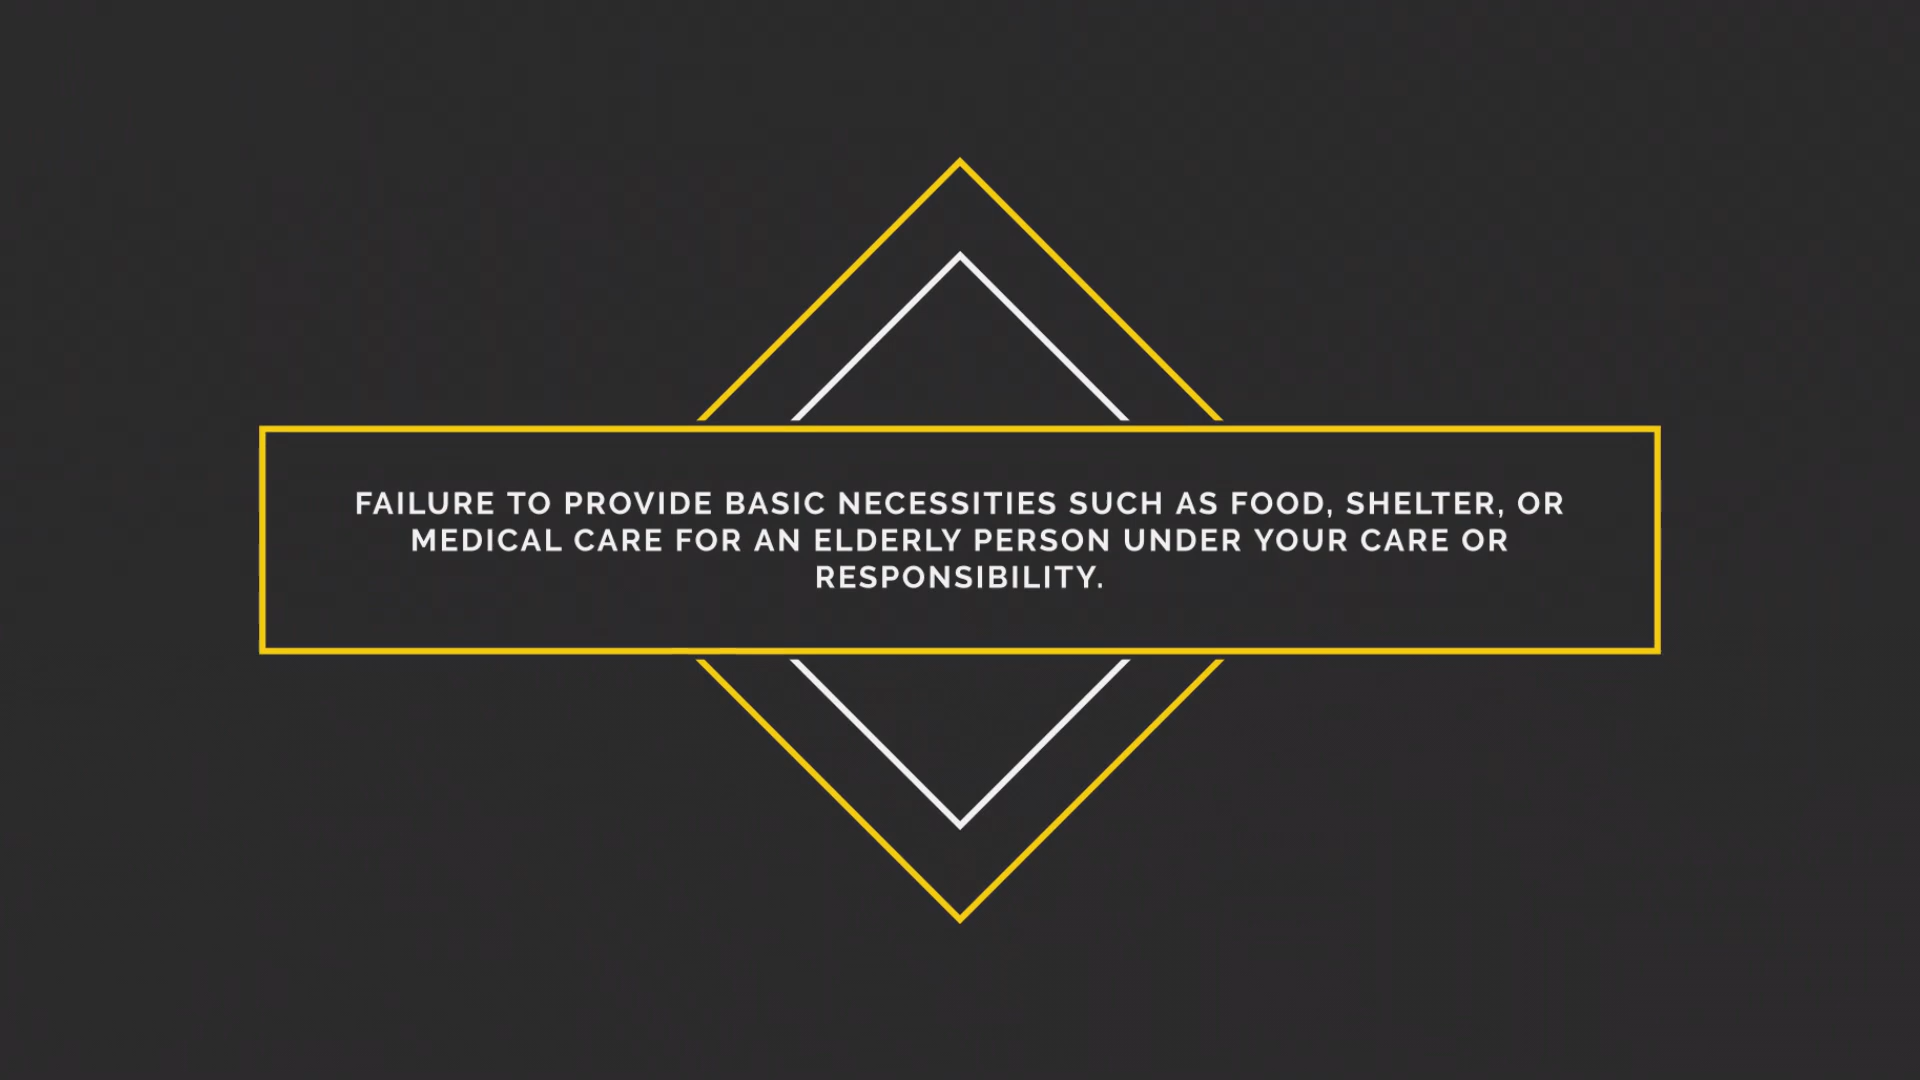 FAILURE TO PROVIDE BASIC NECESSITIES SUCH AS FOOD, SHELTER, OR
MEDICAL CARE FOR AN ELDERLY PERSON UNDER YOUR CARE OR
RESPONSIBILITY.